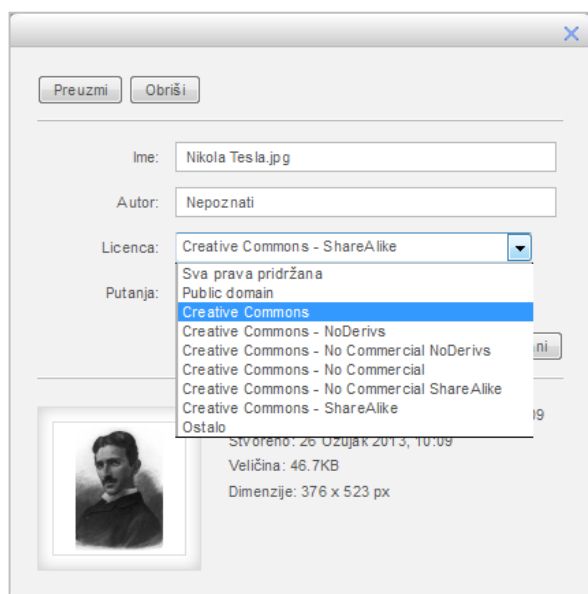 Preuzmi Obriši
Ime: Nikola Tesla.jpg
Autor: Nepoznati
Licenca: Creative Commons - ShareAlike
Sva prava pridržana
Putanja: Public domain
Creative Commons
Creative Commons - NoDerivs
Creative Commons - No Commercial NoDerivs
Creative Commons - No Commercial
Creative Commons - No Commercial ShareAlike
Creative Commons - ShareAlike
Ostalo
Stvoreno: 26 Ožujak 2013, 10:09
Veličina: 46.7KB
Dimenzije: 376 x 523 px